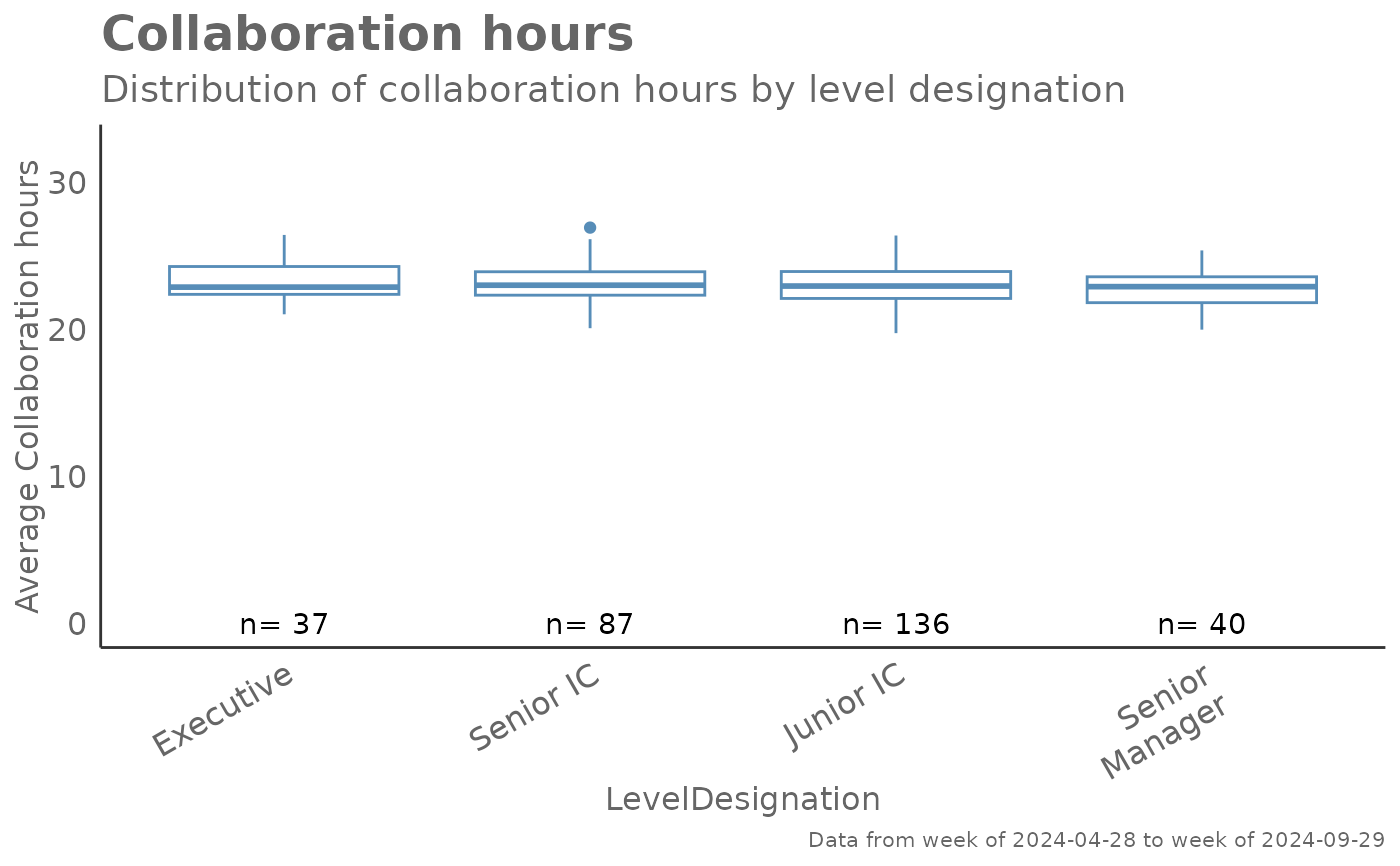 Collaboration hours
Distribution of collaboration hours by level designation
Average Collaboration hours
30
20
10
0
n= 37
n= 87
n= 136
n= 40
Executive
Senior IC
Junior IC
Senior
Manager
LevelDesignation
Data from week of 2024-04-28 to week of 2024-09-29